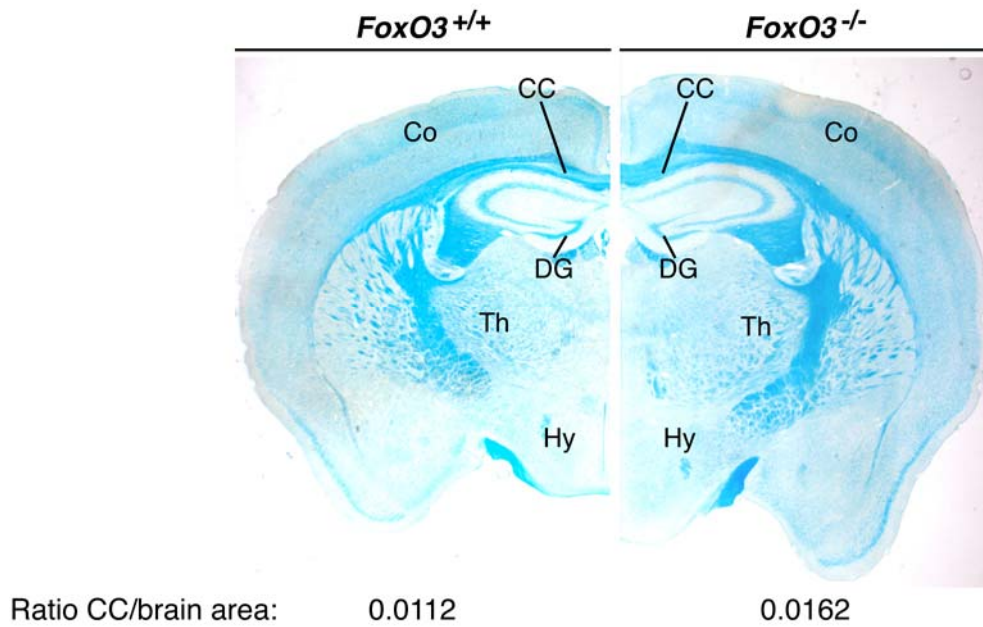 FoxO3 +/+ FoxO3 -/-
CC CC
Co Co
DG DG
Th Th
Hy Hy
Ratio CC/brain area: 0.0112 0.0162